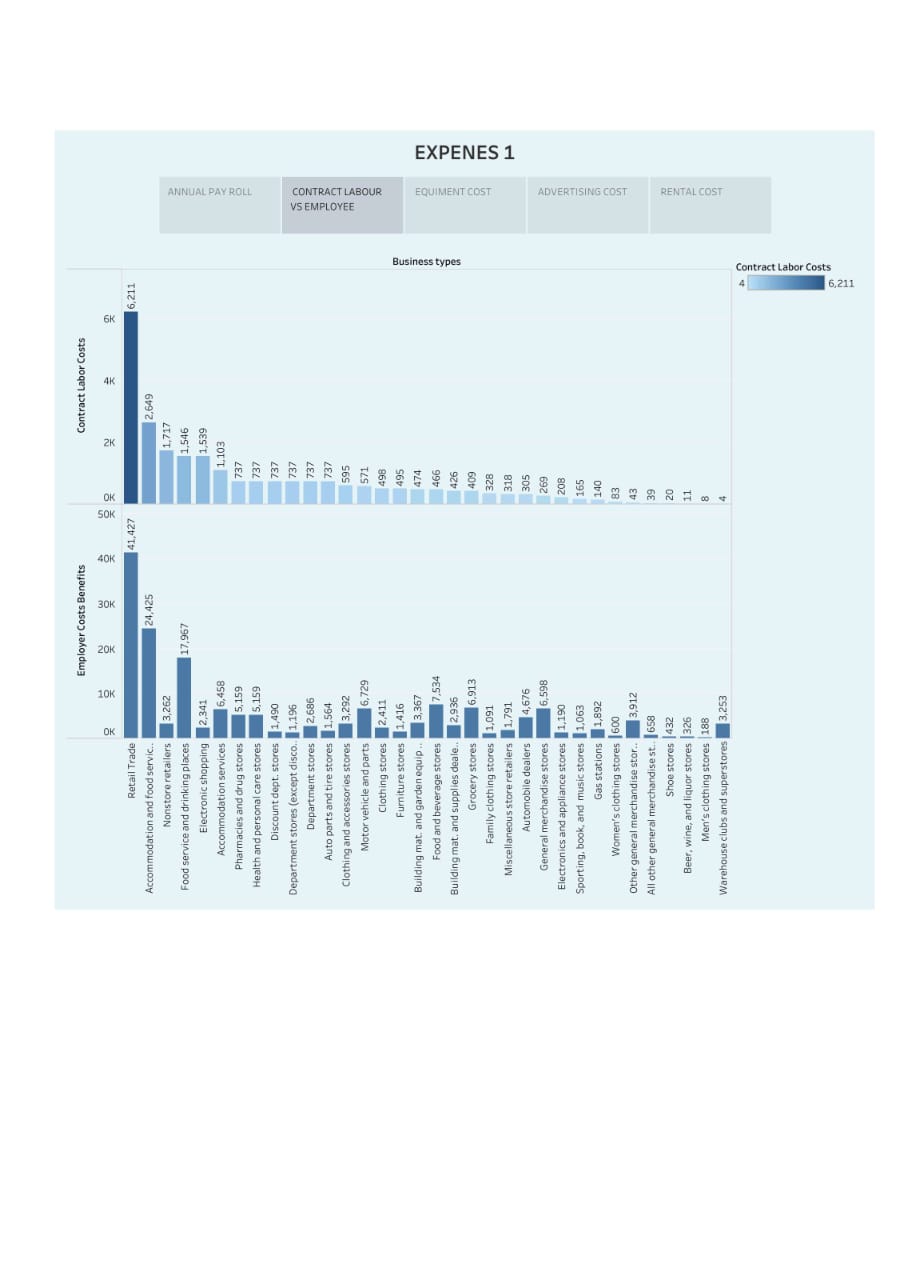 EXPENES 1
ANNUAL PAY ROLL
CONTRACT LABOUR
VS EMPLOYEE
EQUIMENT COST
ADVERTISING COST
RENTAL COST
Business types
Contract Labor Costs
4
6,211
Contract Labor Costs
6K
4K
2K
0K
6,211
2,649
1,717
1,546
1,539
1,103
737
737
737
737
737
737
595
571
498
495
474
466
426
409
328
318
305
269
208
165
140
83
43
39
20
11
8
4
Employer Costs Benefits
50K
40K
30K
20K
10K
0K
41,427
24,425
3,262
17,967
2,341
6,458
5,159
5,159
1,490
1,196
2,686
1,564
3,292
6,729
2,411
1,416
3,367
7,534
2,936
6,913
1,091
1,791
4,676
6,598
1,190
1,063
1,892
600
3,912
658
432
326
188
3,253
Retail Trade
Accommodation and food servic..
Nonstore retailers
Food service and drinking places
Electronic shopping
Accommodation services
Pharmacies and drug stores
Health and personal care stores
Discount dept. stores
Department stores (except disco..
Department stores
Auto parts and tire stores
Clothing and accessories stores
Motor vehicle and parts
Clothing stores
Furniture stores
Building mat. and garden equip ..
Food and beverage stores
Building mat. and supplies deale..
Grocery stores
Family clothing stores
Miscellaneous store retailers
Automobile dealers
General merchandise stores
Electronics and appliance stores
Sporting, book, and music stores
Gas stations
Women's clothing stores
Other general merchandise stor..
All other general merchandise st..
Shoe stores
Beer, wine, and liquor stores
Men's clothing stores
Warehouse clubs and superstores